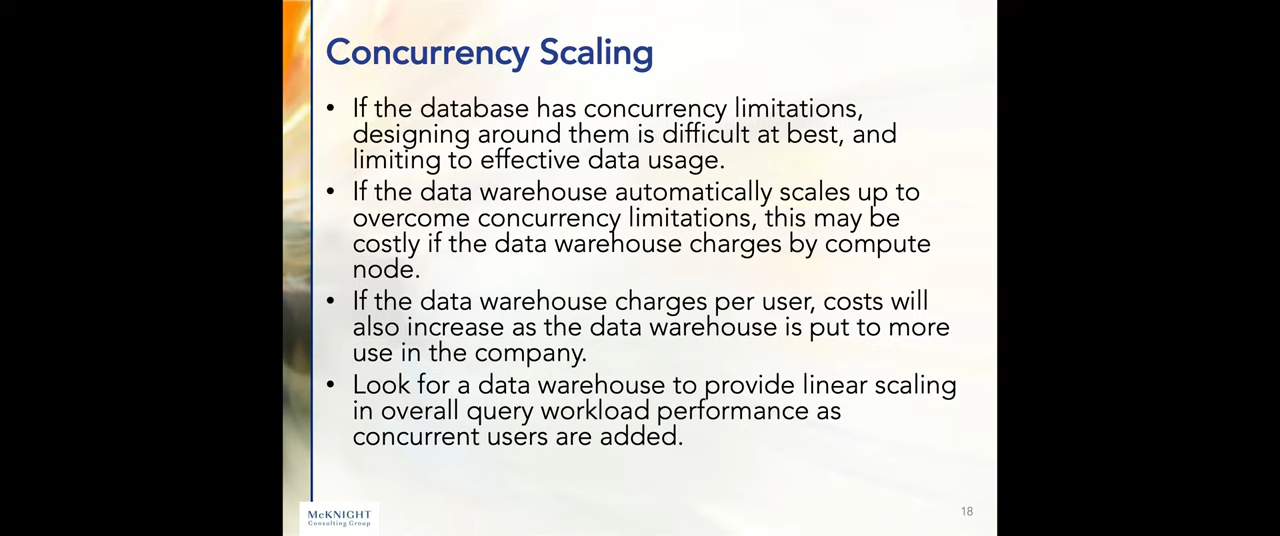 Concurrency Scaling
• If the database has concurrency limitations,
designing around them is difficult at best, and
limiting to effective data usage.
• If the data warehouse automatically scales up to
overcome concurrency limitations, this may be
costly if the data warehouse charges by compute
node.
• If the data warehouse charges per user, costs will
also increase as the data warehouse is put to more
use in the company.
• Look for a data warehouse to provide linear scaling
in overall query workload performance as
concurrent users are added.
McKNIGHT
Consulting Group
18